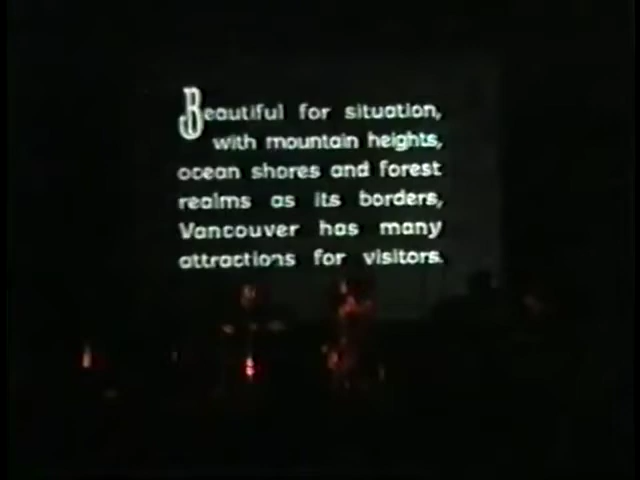 Beautiful for situation,
with mountain heights,
ocean shores and forest
realms as its borders,
Vancouver has many
attractions for visitors.